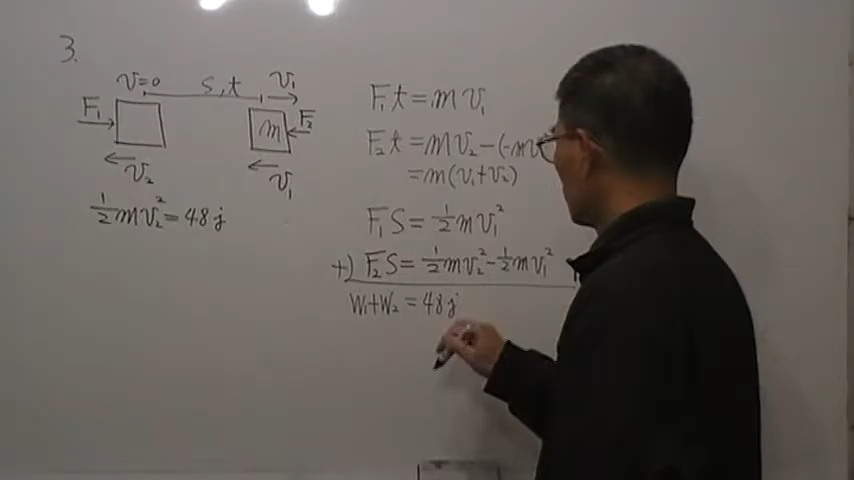 3.
v=0 s,t v₁
F₁ m F₂
v₂ v₁
½mv₂²=48j
F₁t=mv₁
F₂t=mv₂-(-mv
=m(v₁+v₂)
F₁S=½mv₁²
+) F₂S=½mv₂²-½mv₁²
W₁+W₂=48j